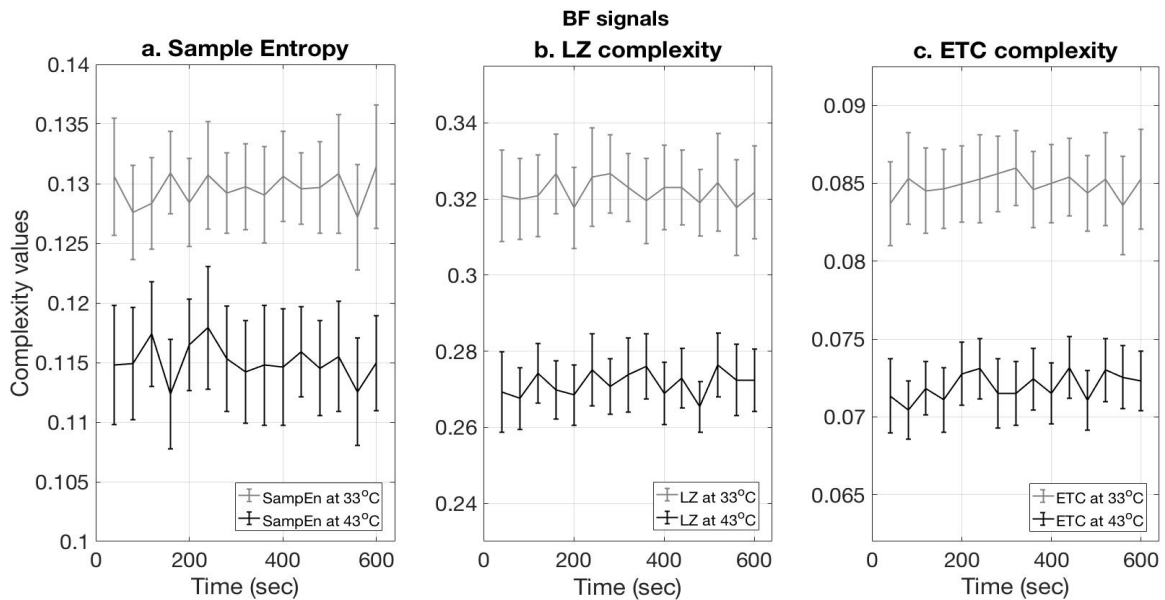 BF signals
a. Sample Entropy
Complexity values
0.14
0.135
0.13
0.125
0.12
0.115
0.11
0.105
0.1
0 200 400 600
Time (sec)
SampEn at 33°C
SampEn at 43°C
b. LZ complexity
0.34
0.32
0.3
0.28
0.26
0.24
0 200 400 600
Time (sec)
LZ at 33°C
LZ at 43°C
c. ETC complexity
0.09
0.085
0.08
0.075
0.07
0.065
0 200 400 600
Time (sec)
ETC at 33°C
ETC at 43°C